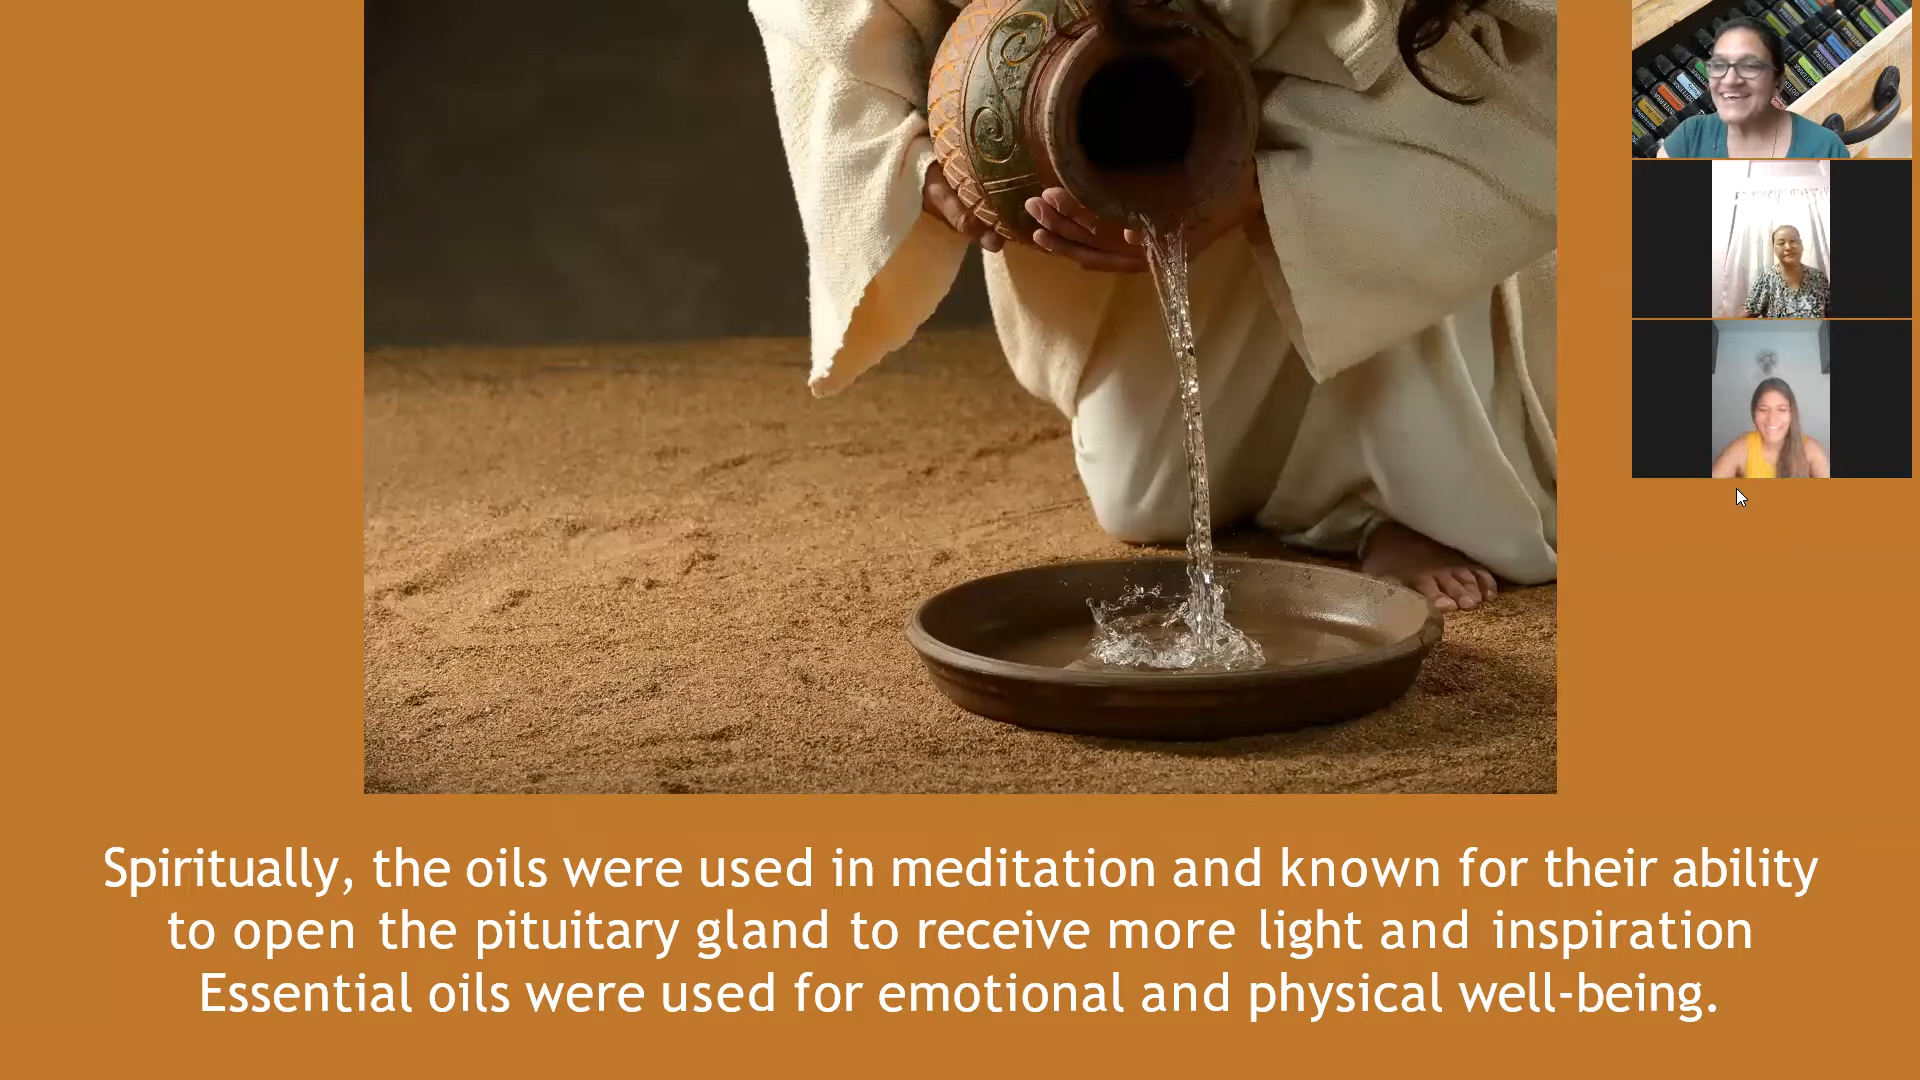 Spiritually, the oils were used in meditation and known for their ability
to open the pituitary gland to receive more light and inspiration
Essential oils were used for emotional and physical well-being.